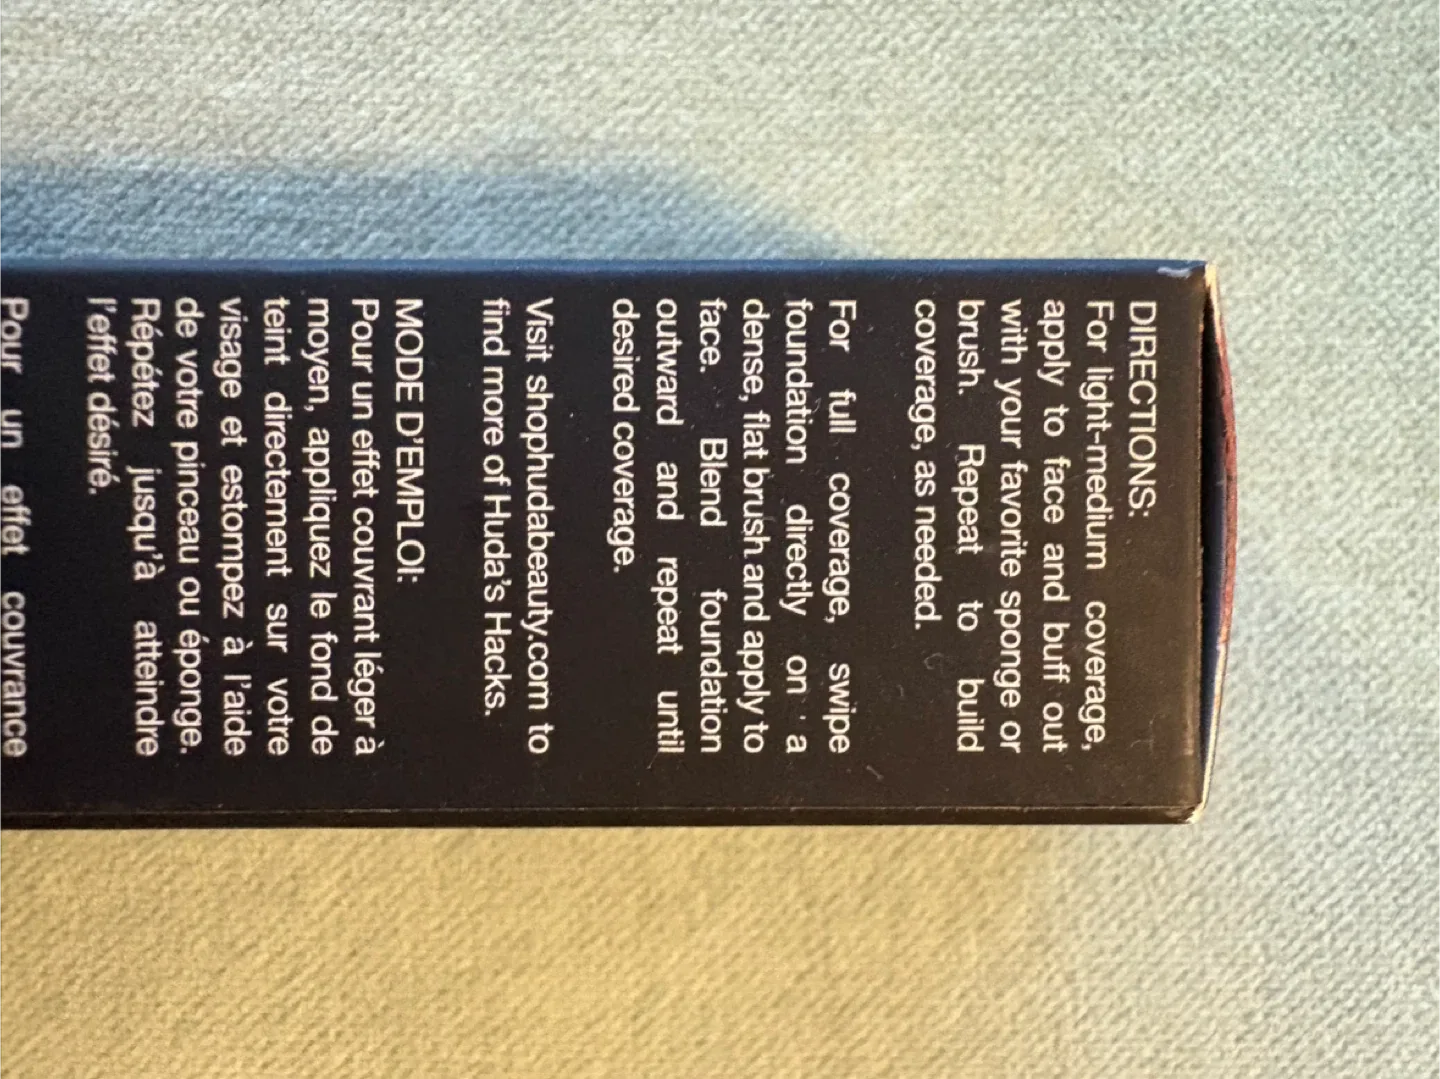 DIRECTIONS:
For light-medium coverage,
apply to face and buff out
with your favorite sponge or
brush. Repeat to build
coverage, as needed.
For full coverage, swipe
foundation directly on a
dense, flat brush and apply to
face. Blend foundation
outward and repeat until
desired coverage.
Visit shophudabeauty.com to
find more of Huda's Hacks.
MODE D'EMPLOI:
Pour un effet couvrant léger à
moyen, appliquez le fond de
teint directement sur votre
visage et estompez à l'aide
de votre pinceau ou éponge.
Répétez jusqu'à atteindre
l'effet désiré.
Pour un effet couvrance